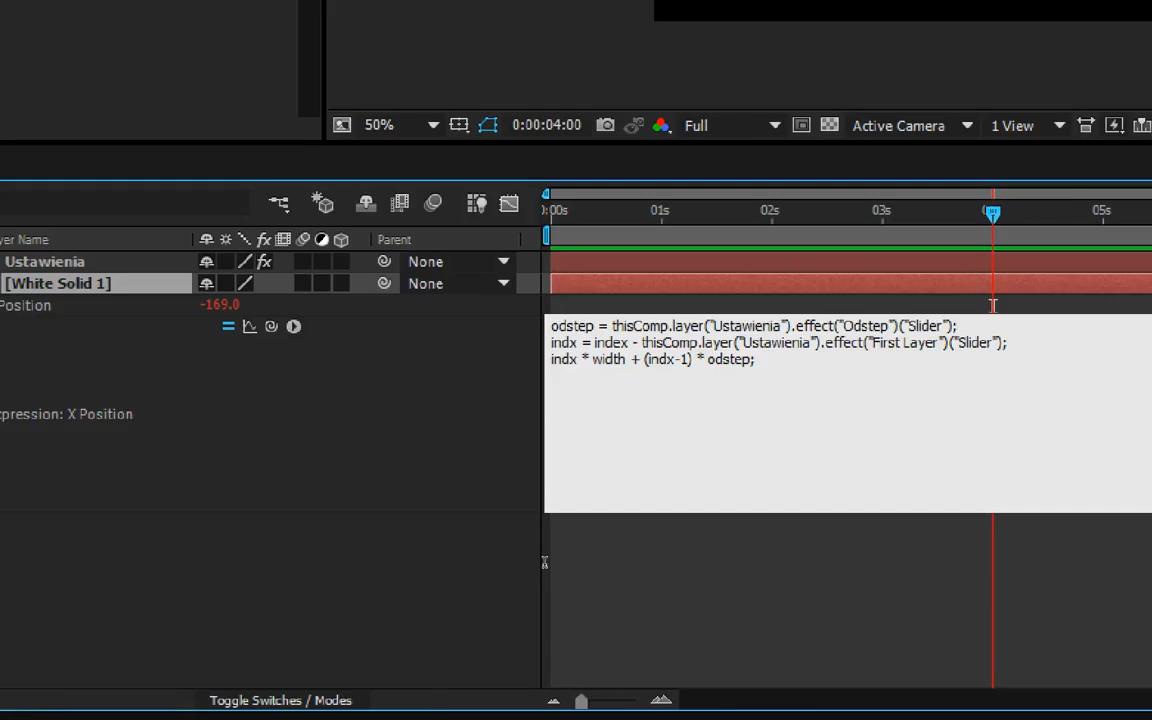 50%
0:00:04:00
Full
Active Camera
1 View
:00s
01s
02s
03s
05s
yer Name
Parent
Ustawienia
None
[White Solid 1]
None
Position
-169.0
odstep = thisComp.layer("Ustawienia").effect("Odstep")("Slider");
indx = index - thisComp.layer("Ustawienia").effect("First Layer")("Slider");
indx * width + (indx-1) * odstep;
xpression: X Position
Toggle Switches / Modes